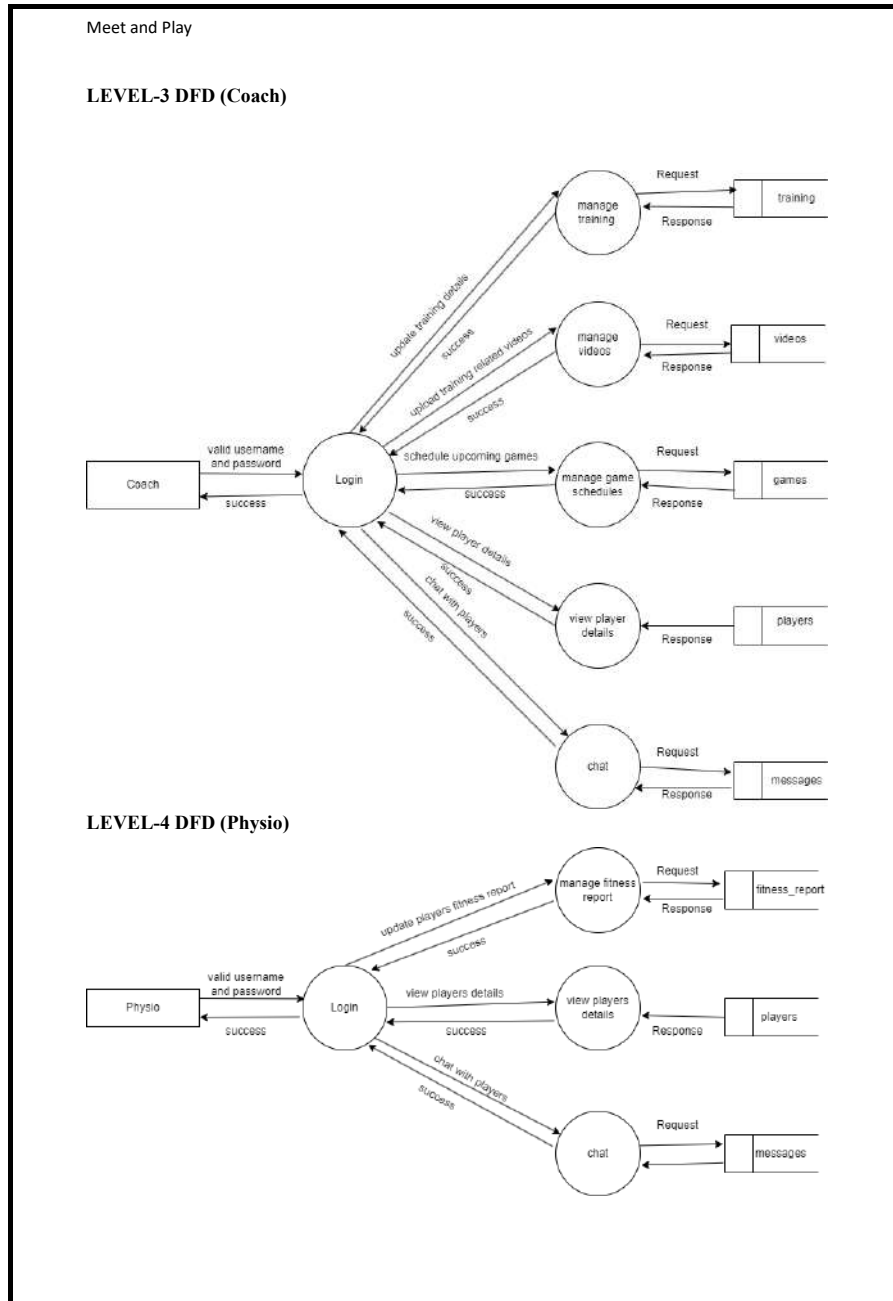 Meet and Play
LEVEL-3 DFD (Coach)
Request
manage
training
training
Response
update training details
success
Request
manage
videos
videos
Response
upload training related videos
success
valid username
and password
schedule upcoming games
Request
Coach
Login
manage game
schedules
games
success
success
Response
view player details
success
chat with players
success
view player
details
players
Response
Request
chat
messages
Response
LEVEL-4 DFD (Physio)
Request
manage fitness
report
fitness_report
Response
update players fitness report
success
valid username
and password
view players details
view players
details
Physio
Login
players
success
success
Response
chat with players
success
Request
chat
messages